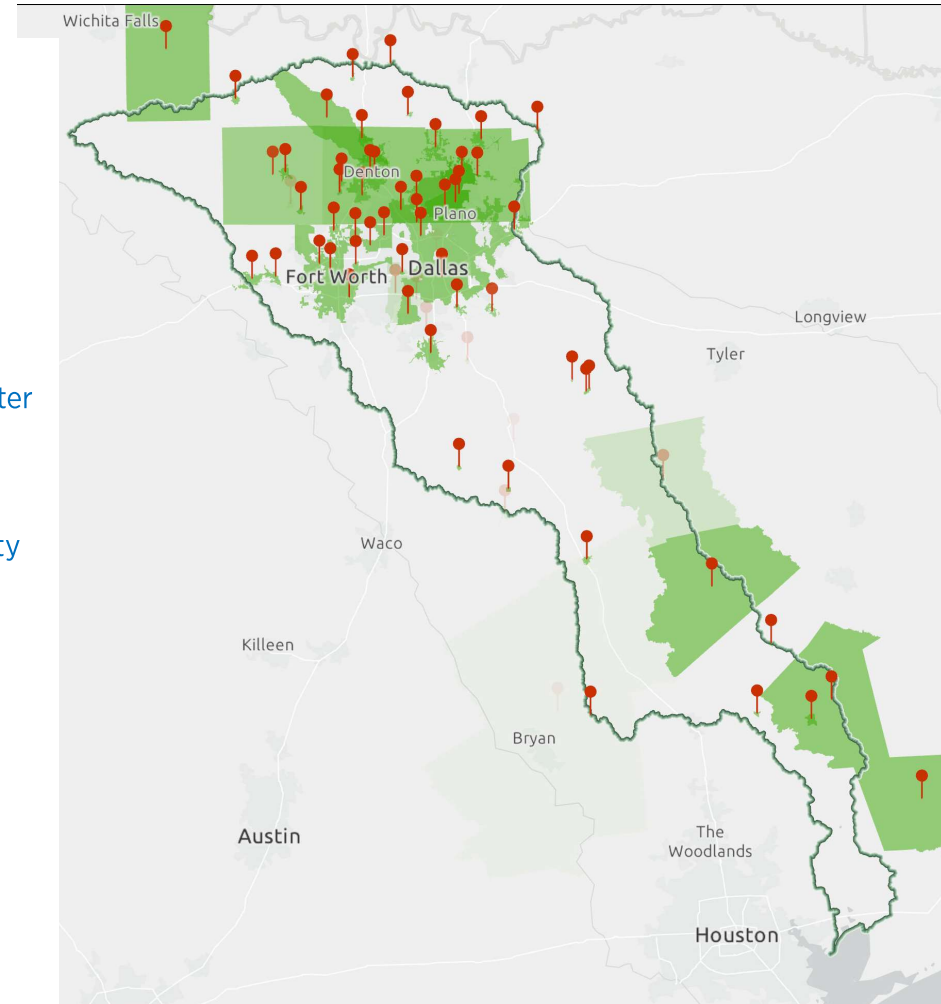 Wichita Falls
Denton
Plano
Fort Worth
Dallas
Longview
Tyler
ter
ty
Waco
Killeen
Bryan
Austin
The
Woodlands
Houston